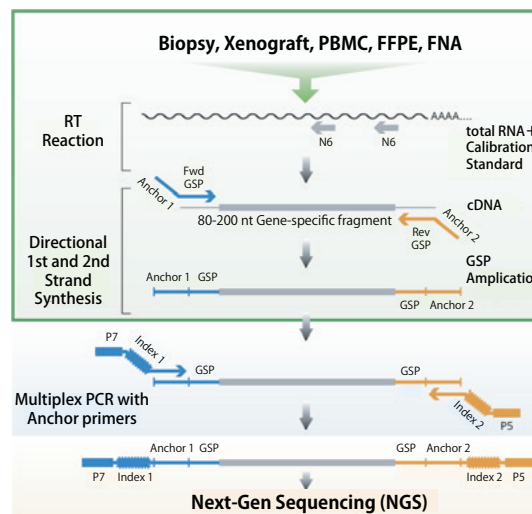 Biopsy, Xenograft, PBMC, FFPE, FNA
AAAA
RT
Reaction
N6
N6
total RNA+
Calibration
Standard
Fwd
GSP
Anchor 1
cDNA
80-200 nt Gene-specific fragment
Rev
GSP
Anchor 2
Directional
1st and 2nd
Strand
Synthesis
GSP
Amplication
Anchor 1
GSP
GSP
Anchor 2
P7
Index 1
GSP
GSP
Multiplex PCR with
Anchor primers
Index 2
P5
Anchor 1
GSP
GSP
Anchor 2
P7
Index 1
Index 2
P5
Next-Gen Sequencing (NGS)